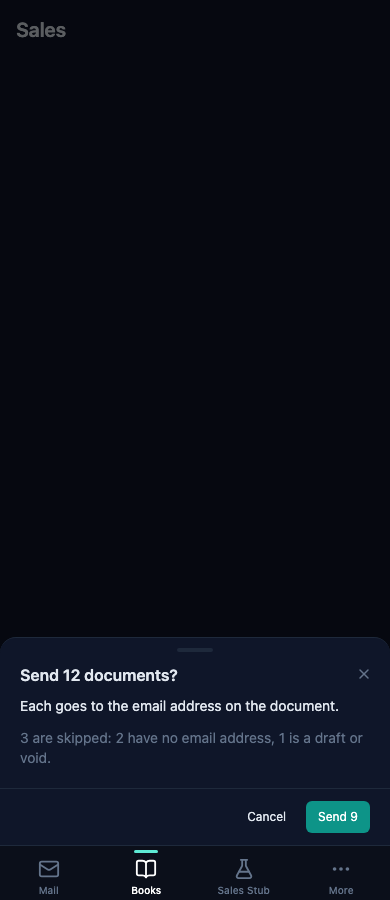 Sales
Send 12 documents?
Each goes to the email address on the document.
3 are skipped: 2 have no email address, 1 is a draft or
void.
Cancel
Send 9
Mail
Books
Sales Stub
More